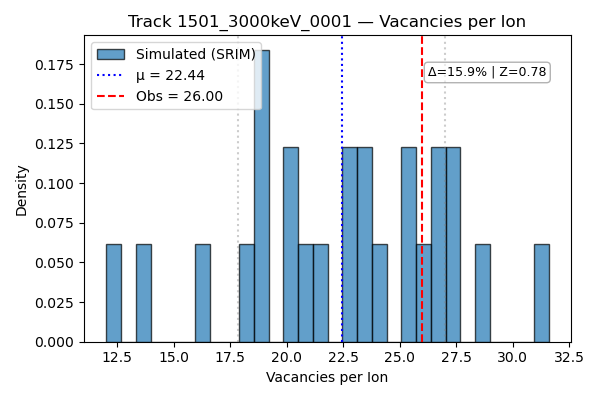 Track 1501_3000keV_0001 — Vacancies per Ion
Simulated (SRIM)
μ = 22.44
Obs = 26.00
Δ=15.9% | Z=0.78
Density
0.175
0.150
0.125
0.100
0.075
0.050
0.025
0.000
12.5 15.0 17.5 20.0 22.5 25.0 27.5 30.0 32.5
Vacancies per Ion